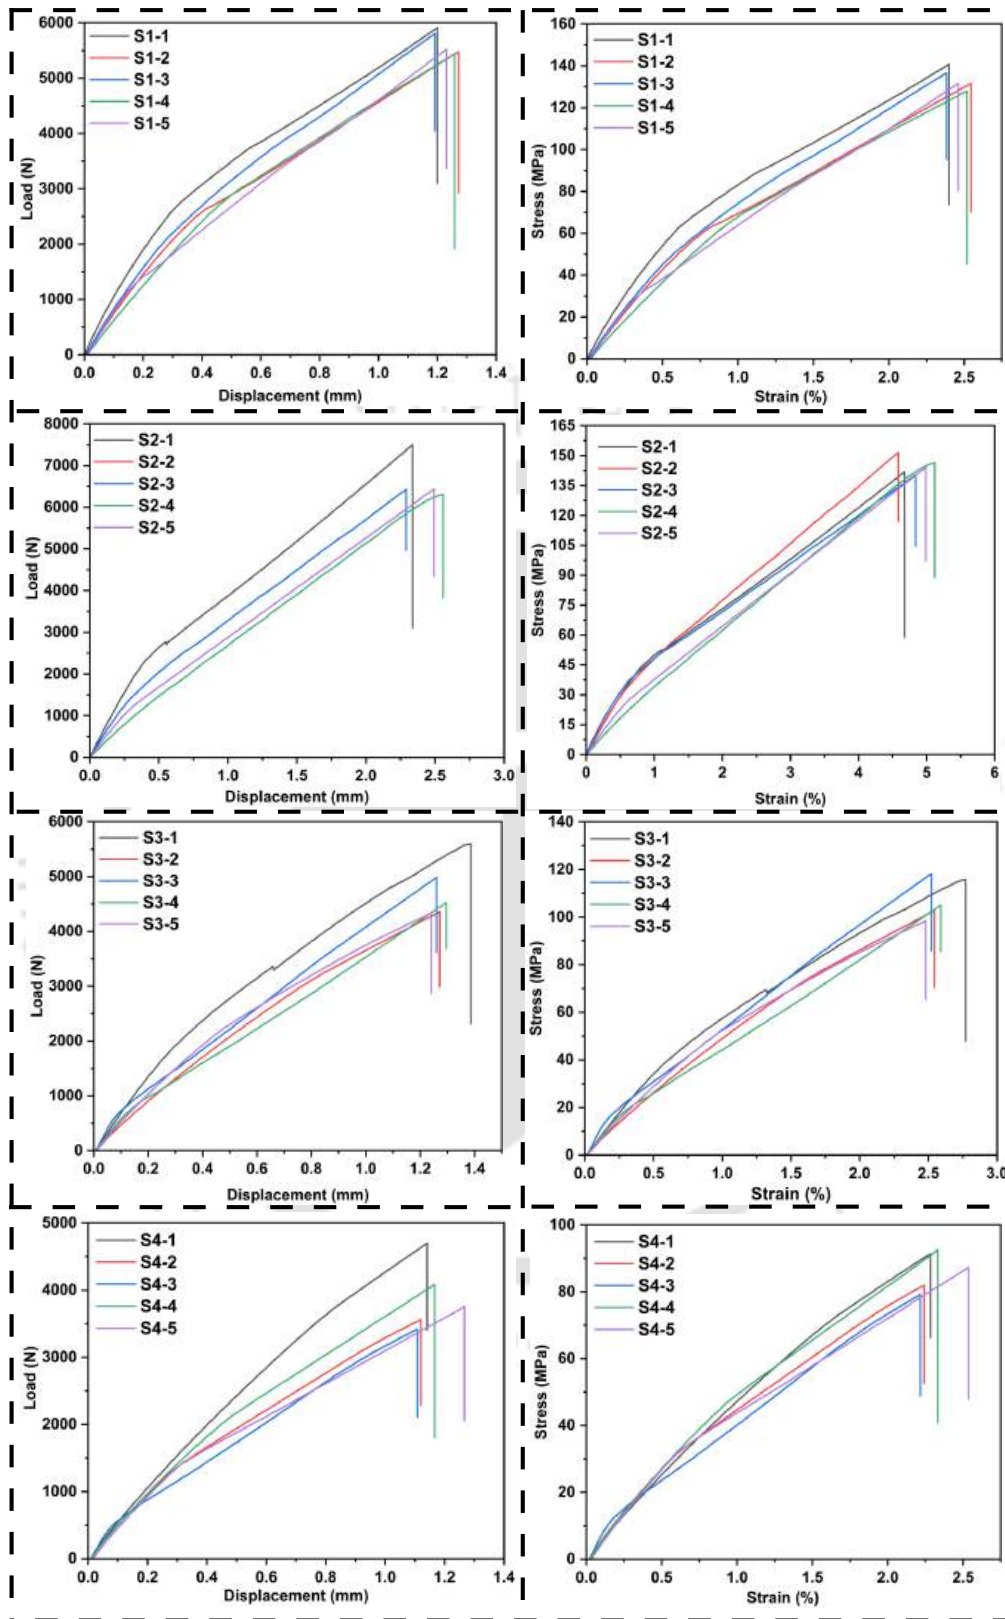 6000
5000
4000
3000
2000
1000
0
Load (N)
S1-1
S1-2
S1-3
S1-4
S1-5
0.0 0.2 0.4 0.6 0.8 1.0 1.2 1.4
Displacement (mm)
160
140
120
100
80
60
40
20
0
Stress (MPa)
S1-1
S1-2
S1-3
S1-4
S1-5
0.0 0.5 1.0 1.5 2.0 2.5
Strain (%)
8000
7000
6000
5000
4000
3000
2000
1000
0
Load (N)
S2-1
S2-2
S2-3
S2-4
S2-5
0.0 0.5 1.0 1.5 2.0 2.5 3.0
Displacement (mm)
165
150
135
120
105
90
75
60
45
30
15
0
Stress (MPa)
S2-1
S2-2
S2-3
S2-4
S2-5
0 1 2 3 4 5 6
Strain (%)
6000
5000
4000
3000
2000
1000
0
Load (N)
S3-1
S3-2
S3-3
S3-4
S3-5
0.0 0.2 0.4 0.6 0.8 1.0 1.2 1.4
Displacement (mm)
140
120
100
80
60
40
20
0
Stress (MPa)
S3-1
S3-2
S3-3
S3-4
S3-5
0.0 0.5 1.0 1.5 2.0 2.5 3.0
Strain (%)
5000
4000
3000
2000
1000
0
Load (N)
S4-1
S4-2
S4-3
S4-4
S4-5
0.0 0.2 0.4 0.6 0.8 1.0 1.2 1.4
Displacement (mm)
100
80
60
40
20
0
Stress (MPa)
S4-1
S4-2
S4-3
S4-4
S4-5
0.0 0.5 1.0 1.5 2.0 2.5
Strain (%)